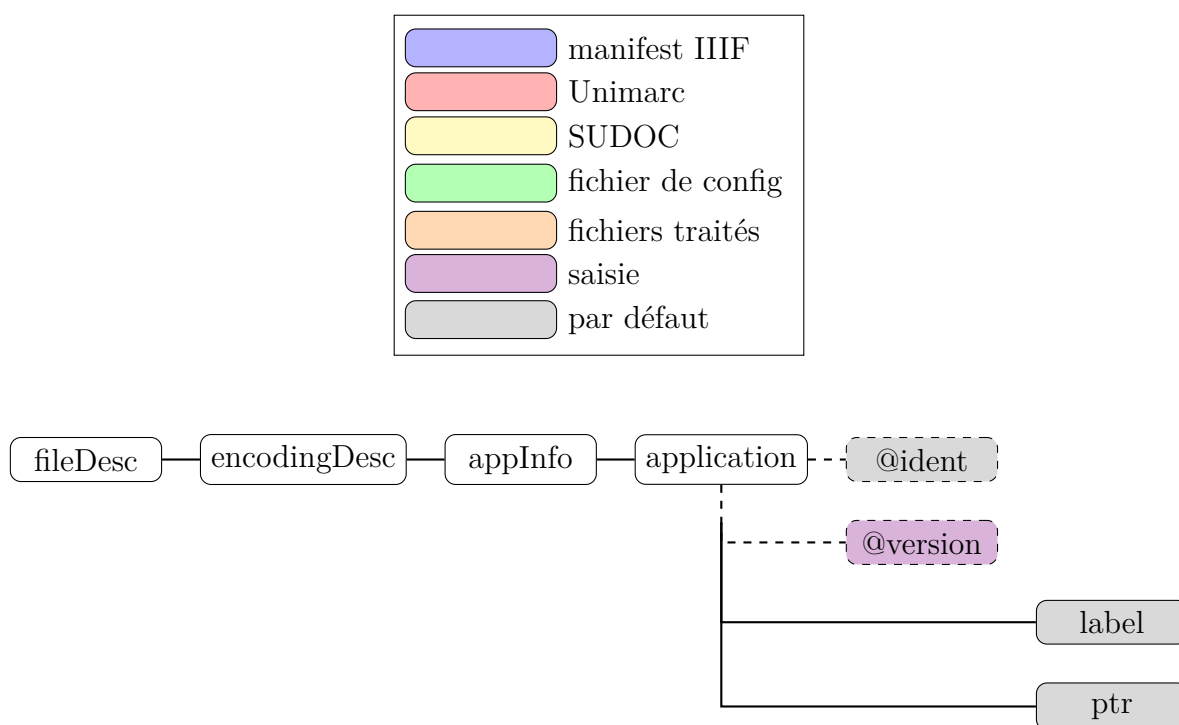 manifest IIIF
Unimarc
SUDOC
fichier de config
fichiers traités
saisie
par défaut
fileDesc encodingDesc appInfo application @ident
@version
label
ptr